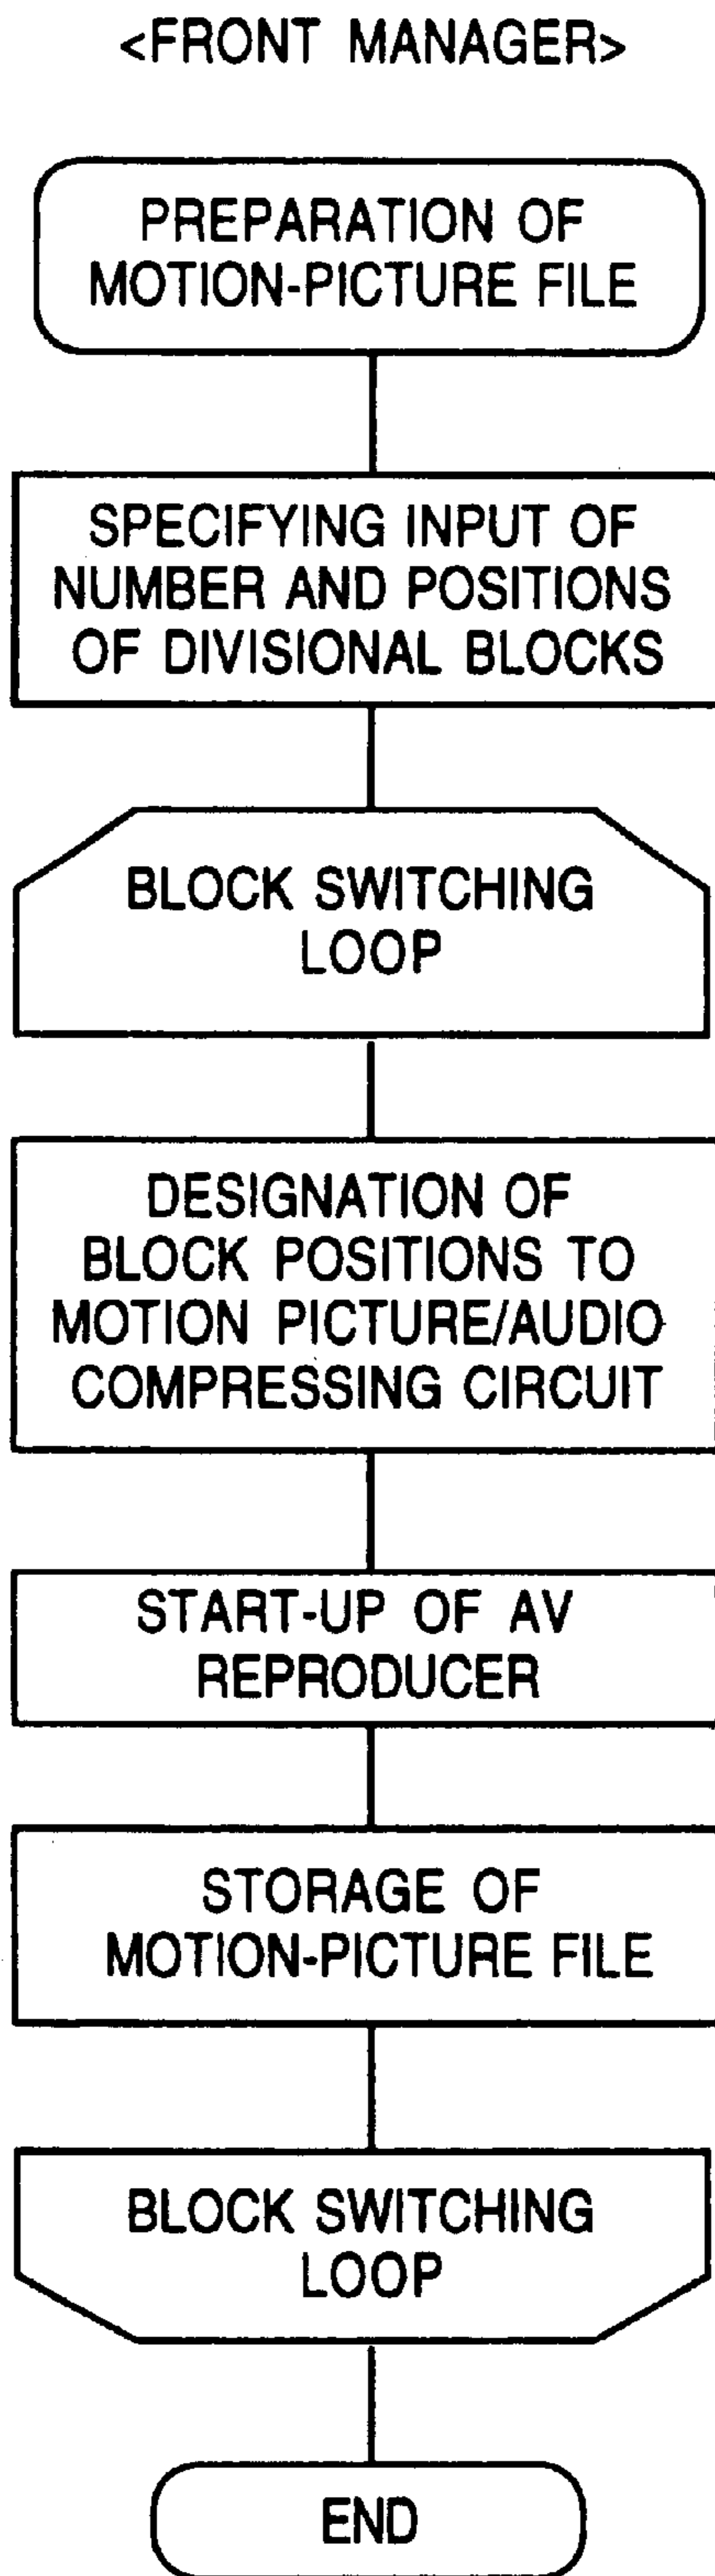 <FRONT MANAGER>
PREPARATION OF
MOTION-PICTURE FILE
SPECIFYING INPUT OF
NUMBER AND POSITIONS
OF DIVISIONAL BLOCKS
BLOCK SWITCHING
LOOP
DESIGNATION OF
BLOCK POSITIONS TO
MOTION PICTURE/AUDIO
COMPRESSING CIRCUIT
START-UP OF AV
REPRODUCER
STORAGE OF
MOTION-PICTURE FILE
BLOCK SWITCHING
LOOP
END